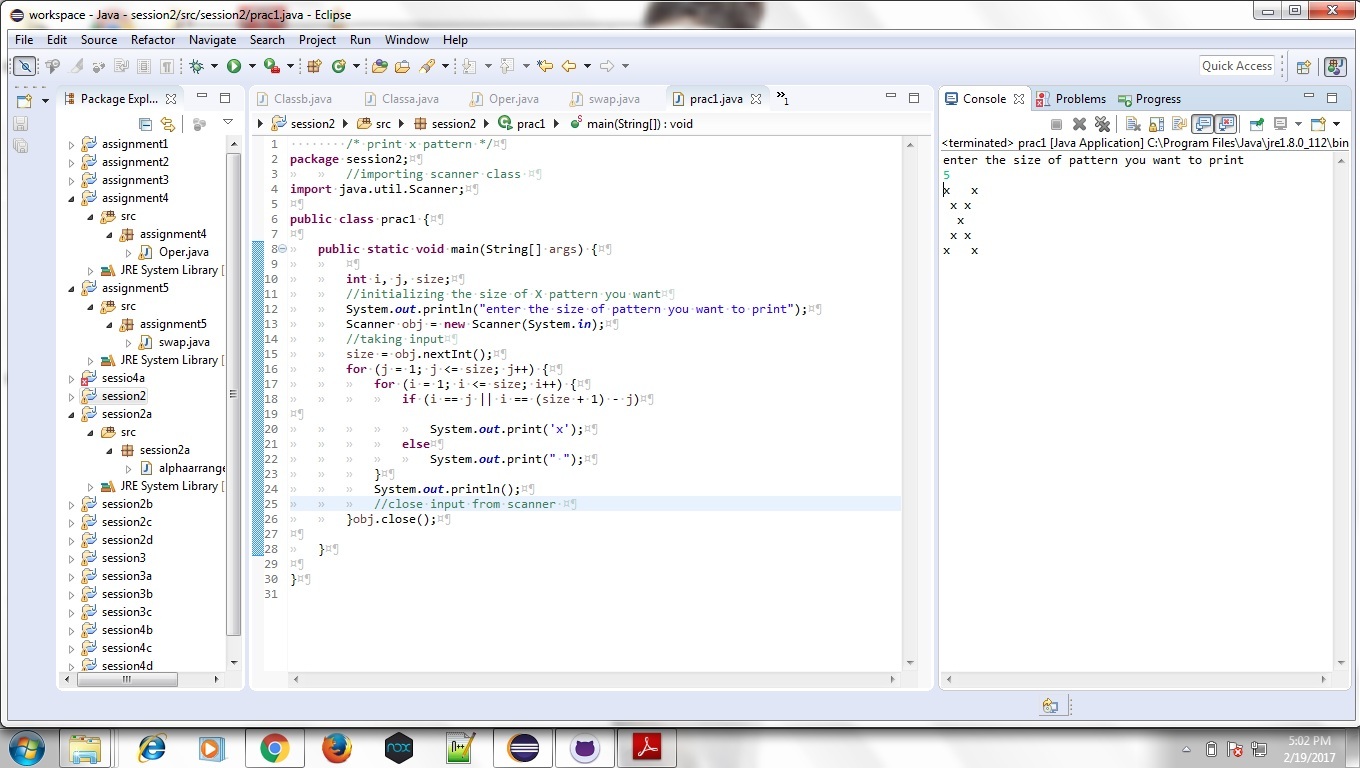 workspace - Java - session2/src/session2/prac1.java - Eclipse
File Edit Source Refactor Navigate Search Project Run Window Help
Quick Access
Package Expl...
assignment1
assignment2
assignment3
assignment4
src
assignment4
Oper.java
JRE System Library [
assignment5
src
assignment5
swap.java
JRE System Library [
sessio4a
session2
session2a
src
session2a
alphaarrange
JRE System Library [
session2b
session2c
session2d
session3
session3a
session3b
session3c
session4b
session4c
session4d
Classb.java Classa.java Oper.java swap.java prac1.java »1
session2 src session2 prac1 main(String[]) : void
1 /* print x pattern */
2 package session2;
3 //importing scanner class
4 import java.util.Scanner;
5
6 public class prac1 {
7
8 public static void main(String[] args) {
9
10 int i, j, size;
11 //initializing the size of X pattern you want
12 System.out.println("enter the size of pattern you want to print");
13 Scanner obj = new Scanner(System.in);
14 //taking input
15 size = obj.nextInt();
16 for (j = 1; j <= size; j++) {
17 for (i = 1; i <= size; i++) {
18 if (i == j || i == (size + 1) - j)
19
20 System.out.print('x');
21 else
22 System.out.print(" ");
23 }
24 System.out.println();
25 //close input from scanner
26 }obj.close();
27
28 }
29
30 }
31
Console Problems Progress
<terminated> prac1 [Java Application] C:\Program Files\Java\jre1.8.0_112\bin
enter the size of pattern you want to print
5
x   x
 x x
  x
 x x
x   x
5:02 PM
2/19/2017